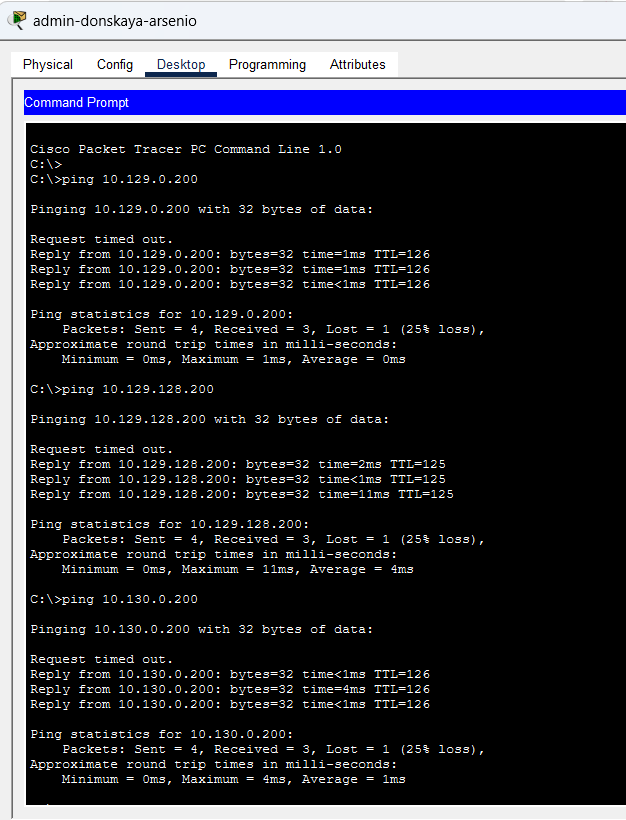 admin-donskaya-arsenio
Physical Config Desktop Programming Attributes
Command Prompt
Cisco Packet Tracer PC Command Line 1.0
C:\>
C:\>ping 10.129.0.200
Pinging 10.129.0.200 with 32 bytes of data:
Request timed out.
Reply from 10.129.0.200: bytes=32 time=1ms TTL=126
Reply from 10.129.0.200: bytes=32 time=1ms TTL=126
Reply from 10.129.0.200: bytes=32 time<1ms TTL=126
Ping statistics for 10.129.0.200:
Packets: Sent = 4, Received = 3, Lost = 1 (25% loss),
Approximate round trip times in milli-seconds:
Minimum = 0ms, Maximum = 1ms, Average = 0ms
C:\>ping 10.129.128.200
Pinging 10.129.128.200 with 32 bytes of data:
Request timed out.
Reply from 10.129.128.200: bytes=32 time=2ms TTL=125
Reply from 10.129.128.200: bytes=32 time<1ms TTL=125
Reply from 10.129.128.200: bytes=32 time=11ms TTL=125
Ping statistics for 10.129.128.200:
Packets: Sent = 4, Received = 3, Lost = 1 (25% loss),
Approximate round trip times in milli-seconds:
Minimum = 0ms, Maximum = 11ms, Average = 4ms
C:\>ping 10.130.0.200
Pinging 10.130.0.200 with 32 bytes of data:
Request timed out.
Reply from 10.130.0.200: bytes=32 time<1ms TTL=126
Reply from 10.130.0.200: bytes=32 time=4ms TTL=126
Reply from 10.130.0.200: bytes=32 time<1ms TTL=126
Ping statistics for 10.130.0.200:
Packets: Sent = 4, Received = 3, Lost = 1 (25% loss),
Approximate round trip times in milli-seconds:
Minimum = 0ms, Maximum = 4ms, Average = 1ms